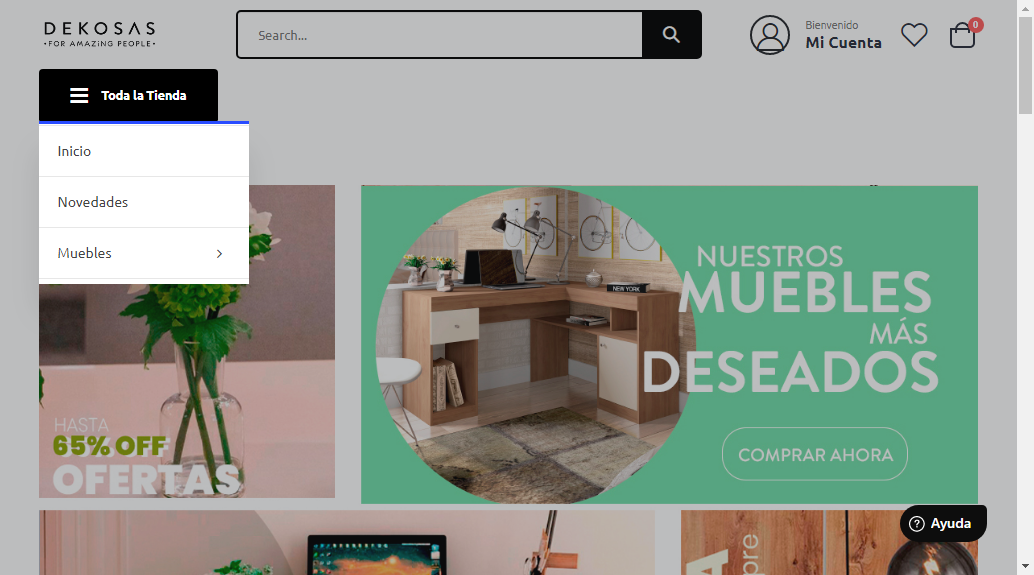 DEKOSAS
•FOR AMAZING PEOPLE•
Search...
Bienvenido
Mi Cuenta
0
Toda la Tienda
Inicio
Novedades
Muebles
HASTA
65% OFF
OFERTAS
NEW YORK
NUESTROS
MUEBLES
MÁS
DESEADOS
COMPRAR AHORA
Ayuda